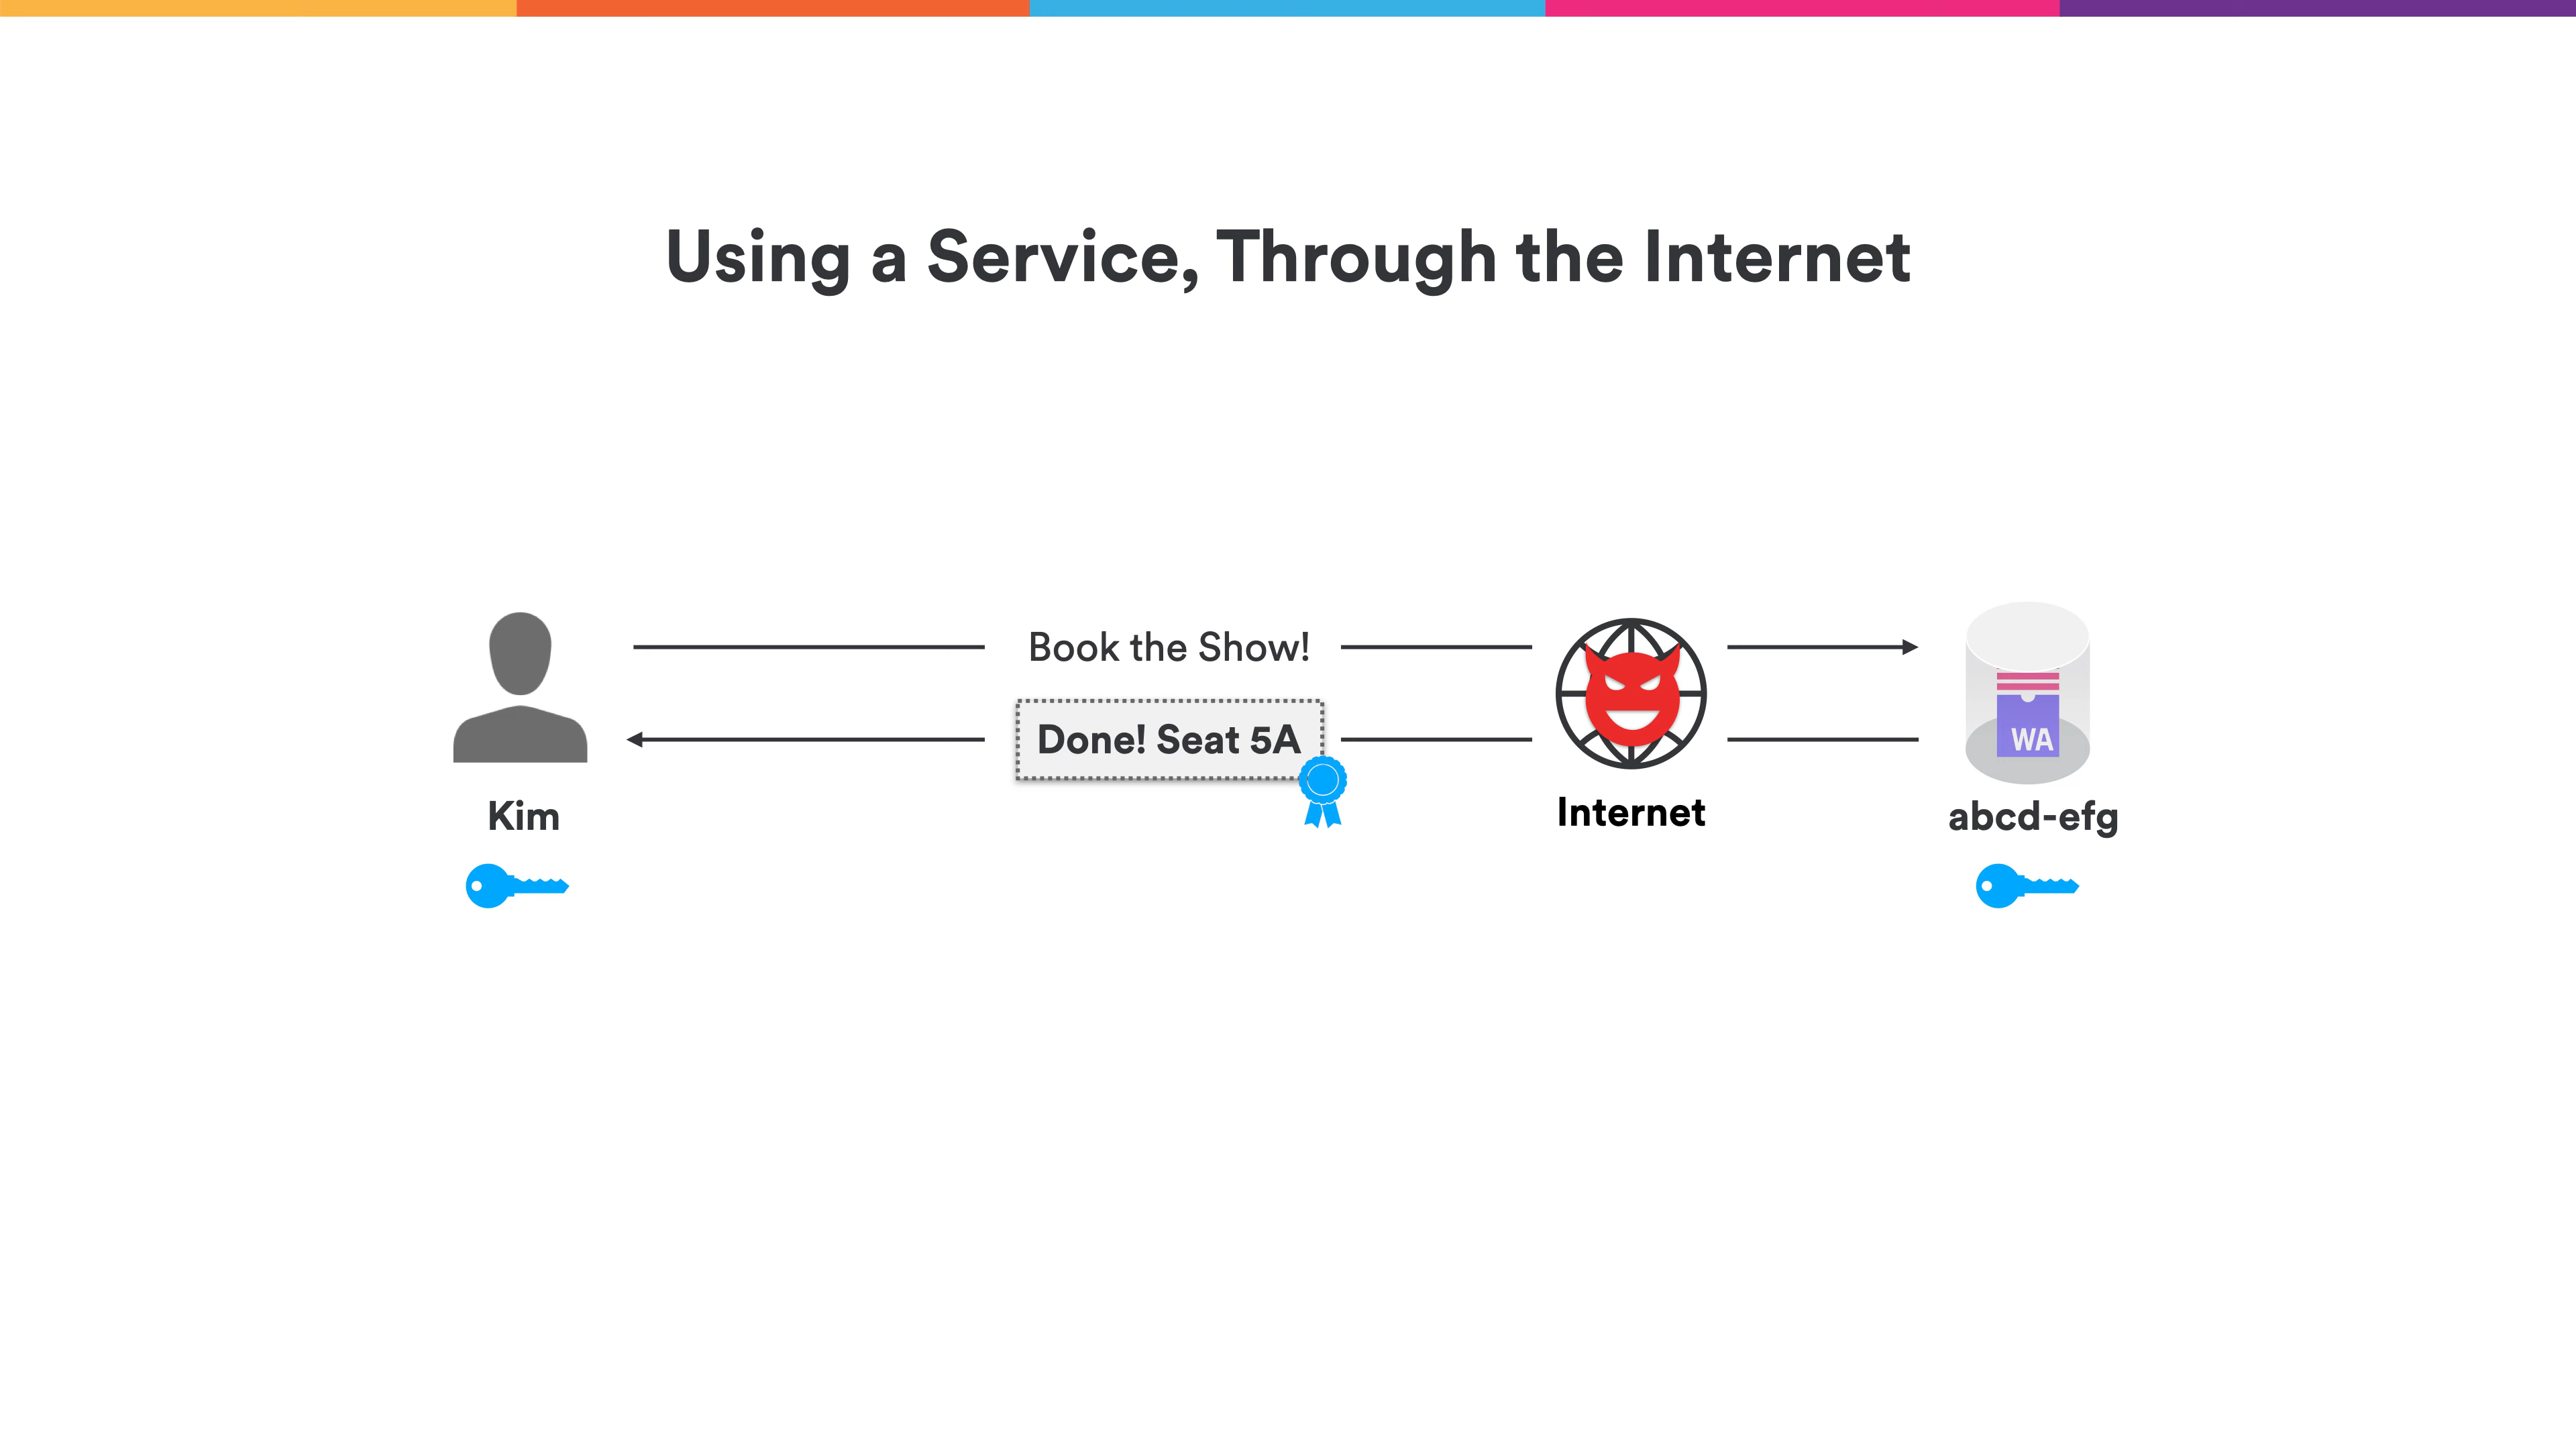 Using a Service, Through the Internet
Book the Show!
Done! Seat 5A
WA
Kim
Internet
abcd-efg